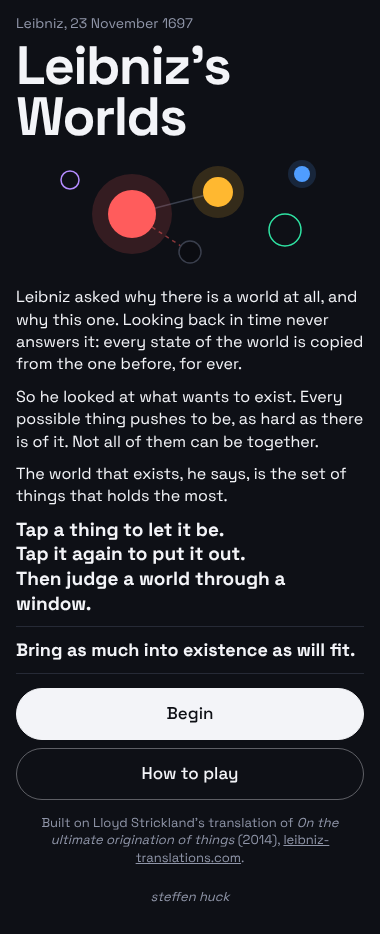 Leibniz, 23 November 1697
Leibniz’s
Worlds
Leibniz asked why there is a world at all, and
why this one. Looking back in time never
answers it: every state of the world is copied
from the one before, for ever.
So he looked at what wants to exist. Every
possible thing pushes to be, as hard as there
is of it. Not all of them can be together.
The world that exists, he says, is the set of
things that holds the most.
Tap a thing to let it be.
Tap it again to put it out.
Then judge a world through a
window.
Bring as much into existence as will fit.
Begin
How to play
Built on Lloyd Strickland’s translation of On the
ultimate origination of things (2014), leibniz-
translations.com.
steffen huck